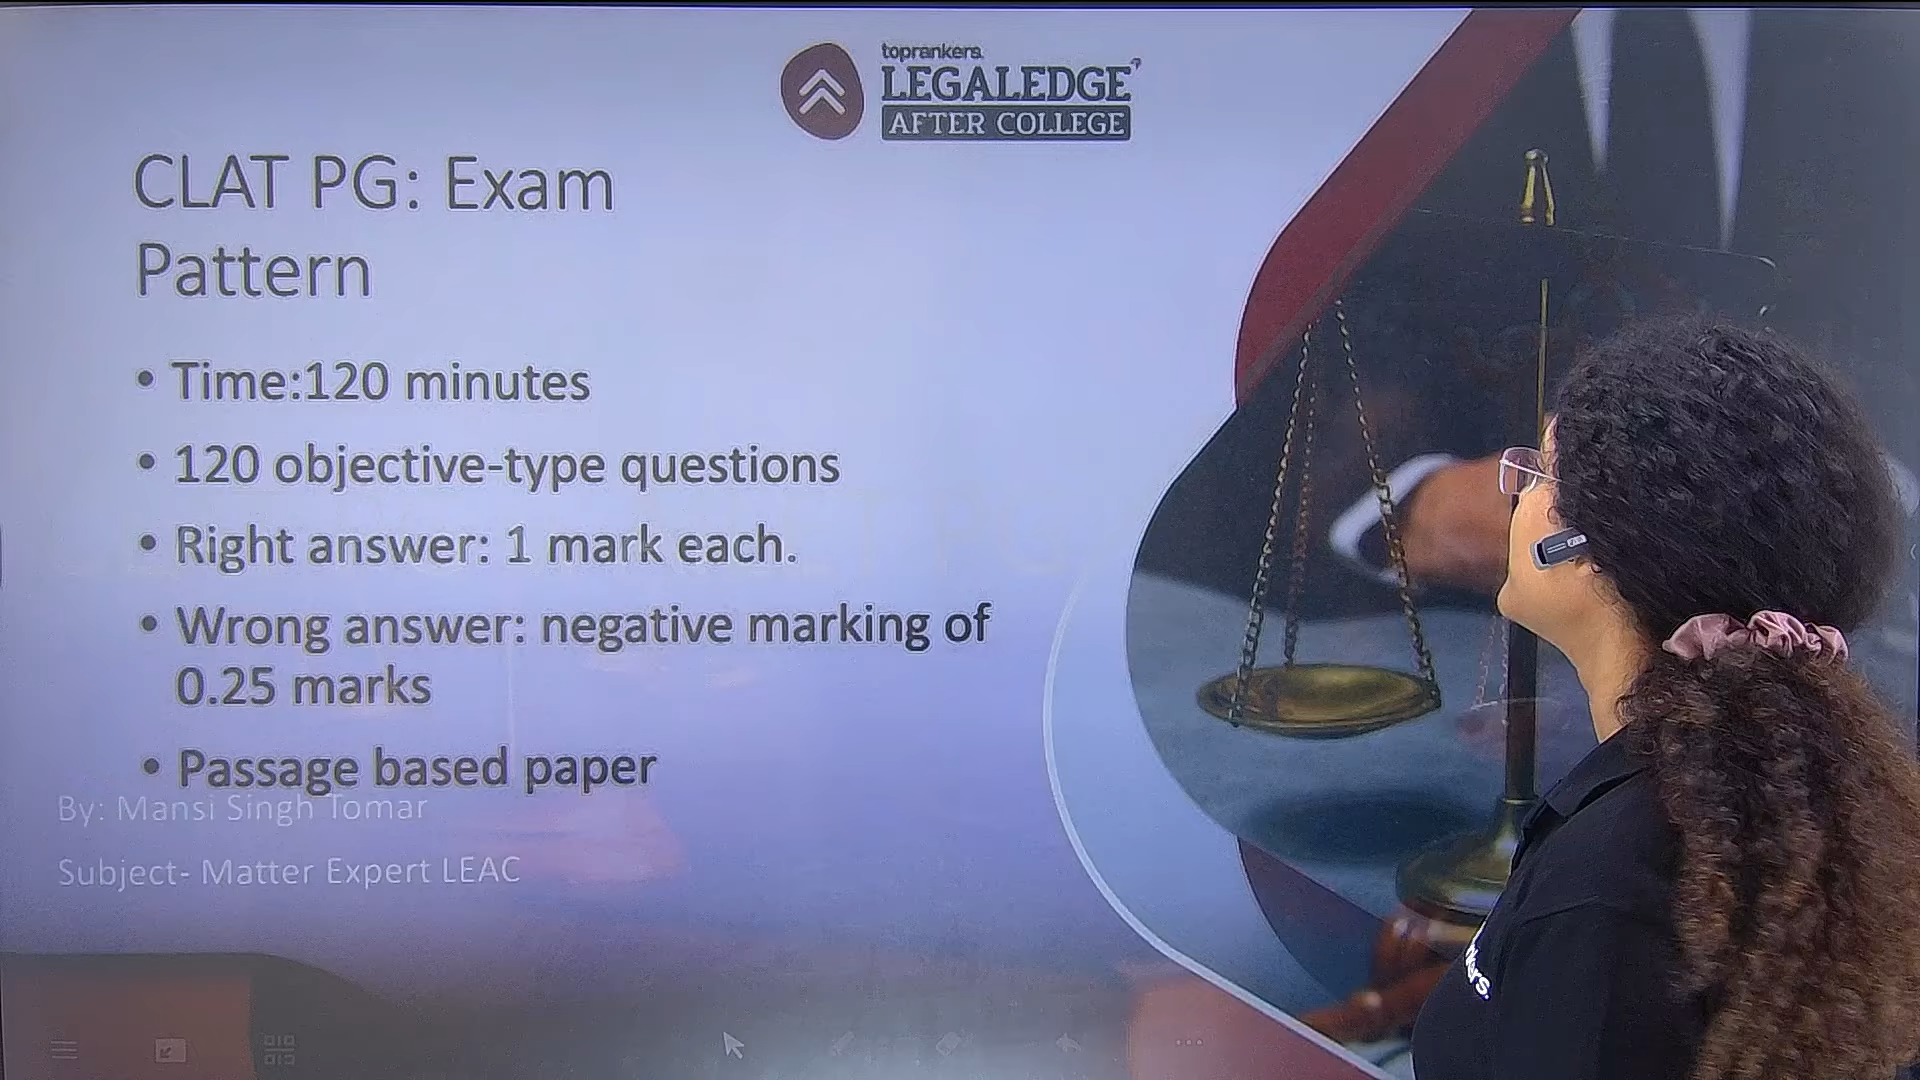 toprankers
LEGALEDGE
AFTER COLLEGE
CLAT PG: Exam
Pattern
• Time:120 minutes
• 120 objective-type questions
• Right answer: 1 mark each.
• Wrong answer: negative marking of
0.25 marks
• Passage based paper
By: Mansi Singh Tomar
Subject- Matter Expert LEAC